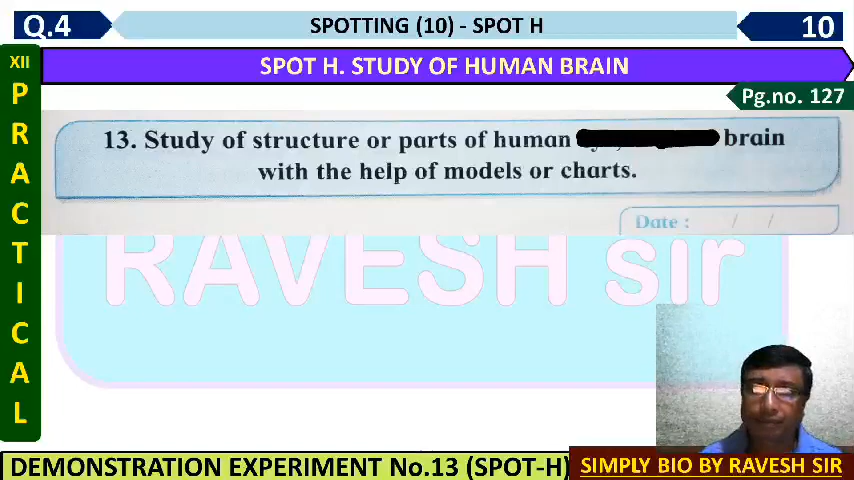 Q.4
SPOTTING (10) - SPOT H
10
XII
PRACTICAL
SPOT H. STUDY OF HUMAN BRAIN
Pg.no. 127
13. Study of structure or parts of human brain
with the help of models or charts.
Date : / /
RAVESH sir
DEMONSTRATION EXPERIMENT No.13 (SPOT-H)
SIMPLY BIO BY RAVESH SIR